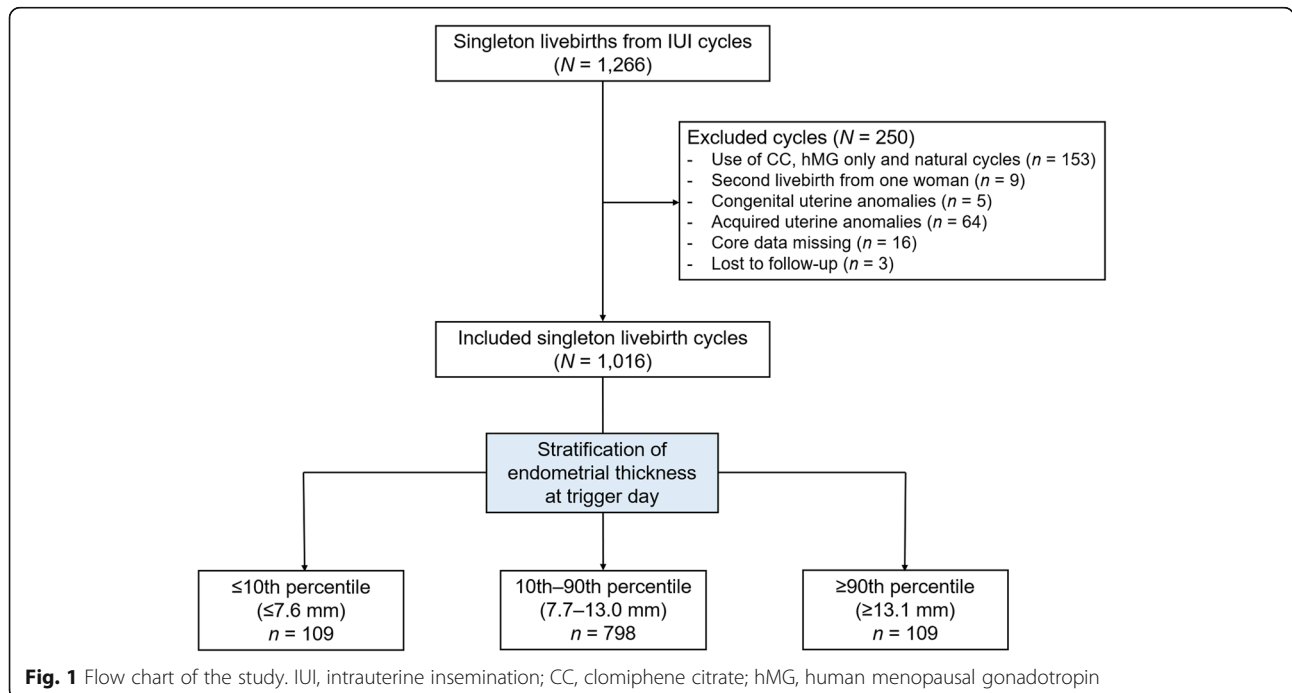 Singleton livebirths from IUI cycles
(N = 1,266)
Excluded cycles (N = 250)
- Use of CC, hMG only and natural cycles (n = 153)
- Second livebirth from one woman (n = 9)
- Congenital uterine anomalies (n = 5)
- Acquired uterine anomalies (n = 64)
- Core data missing (n = 16)
- Lost to follow-up (n = 3)
Included singleton livebirth cycles
(N = 1,016)
Stratification of
endometrial thickness
at trigger day
≤10th percentile
(≤7.6 mm)
n = 109
10th–90th percentile
(7.7–13.0 mm)
n = 798
≥90th percentile
(≥13.1 mm)
n = 109
Fig. 1 Flow chart of the study. IUI, intrauterine insemination; CC, clomiphene citrate; hMG, human menopausal gonadotropin